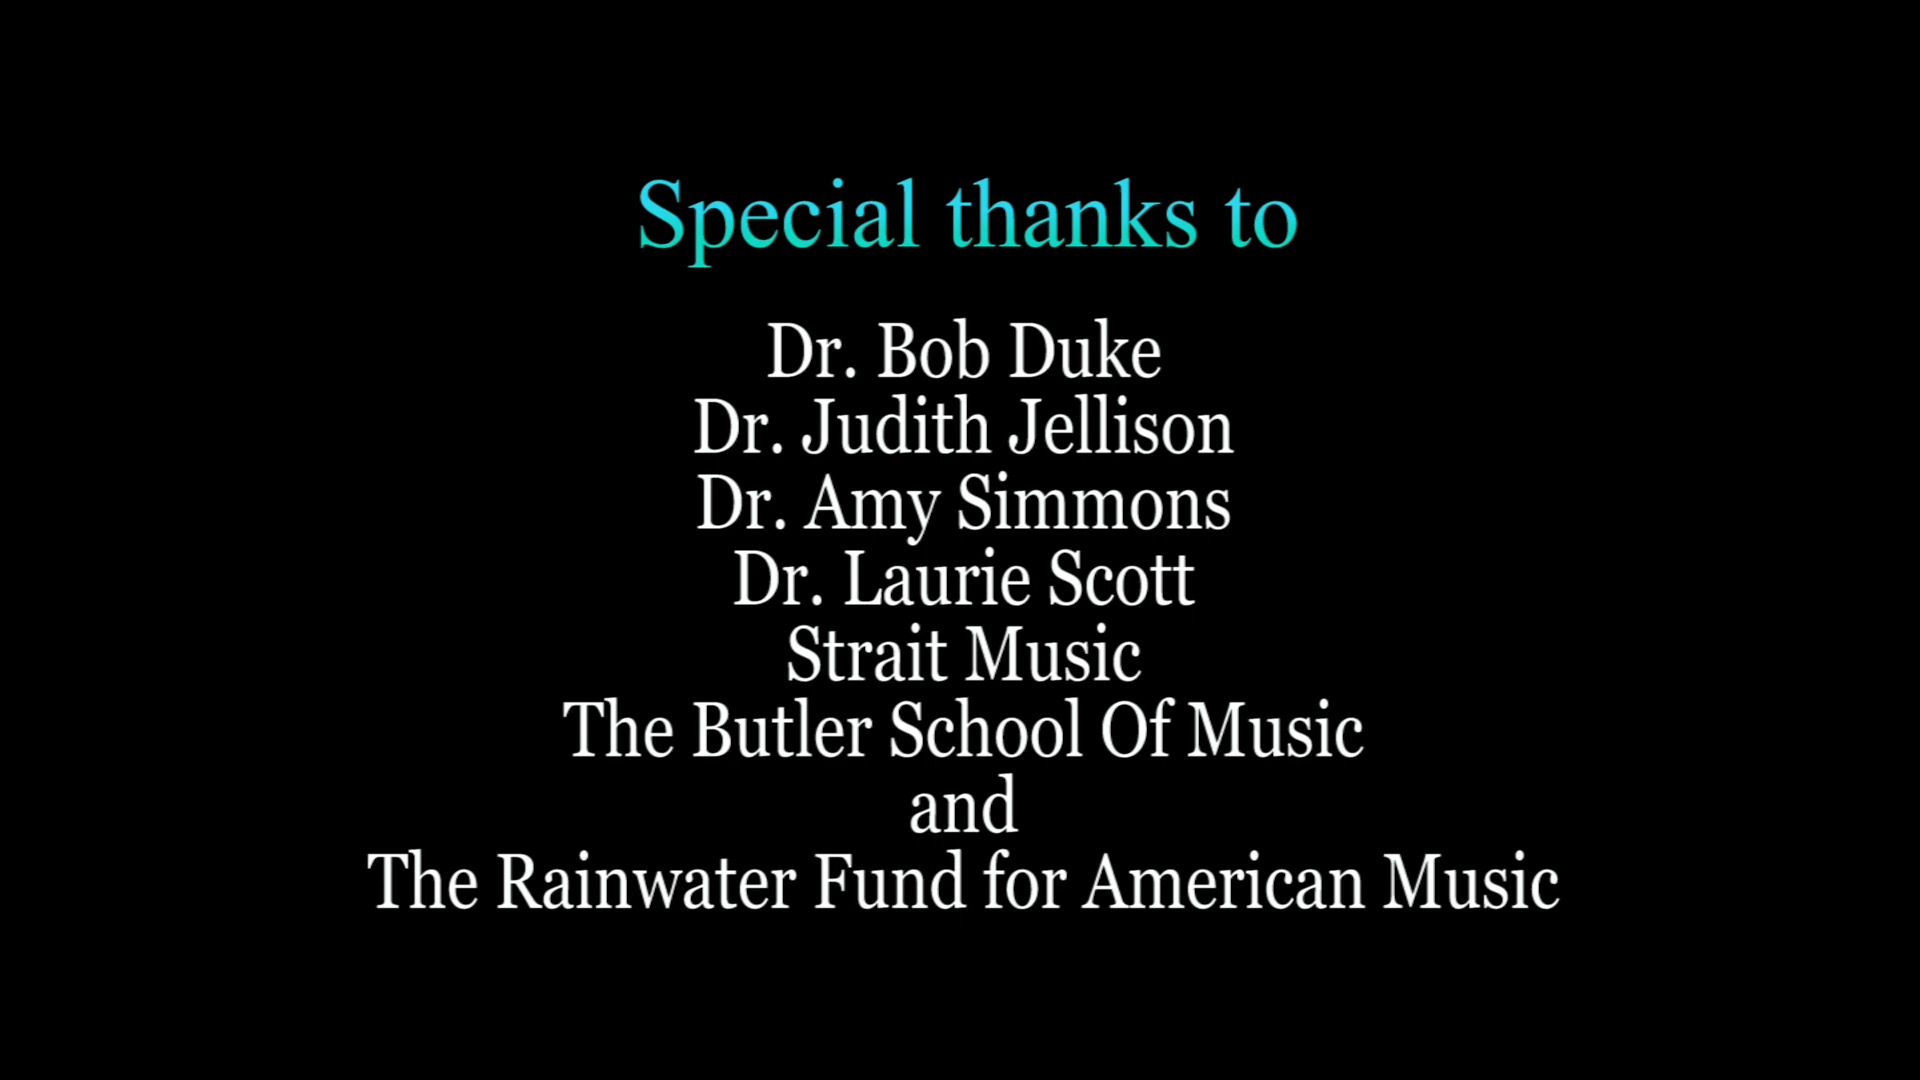 Special thanks to
Dr. Bob Duke
Dr. Judith Jellison
Dr. Amy Simmons
Dr. Laurie Scott
Strait Music
The Butler School Of Music
and
The Rainwater Fund for American Music